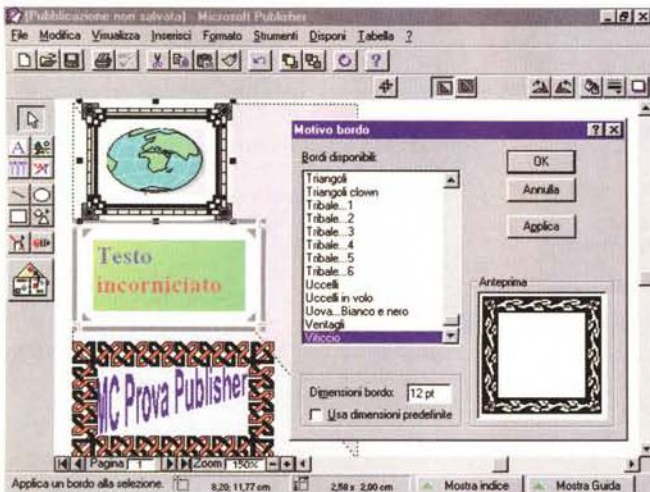 [Pubblicazione non salvata] - Microsoft Publisher
File Modifica Visualizza Inserisci Formato Strumenti Disponi Tabella ?
Motivo bordo
Bordi disponibili:
Triangoli
Triangoli clown
Tribale...1
Tribale...2
Tribale...3
Tribale...4
Tribale...5
Tribale...6
Uccelli
Uccelli in volo
Uova...Bianco e nero
Ventagli
Viticcio
OK
Annulla
Applica
Anteprima
Dimensioni bordo: 12 pt
Usa dimensioni predefinite
Testo
incorniciato
MC Prova Publisher
Pagina 1 Zoom 150%
Applica un bordo alla selezione. 8,20; 11,77 cm 2,58 x 2,00 cm Mostra indice Mostra Guida